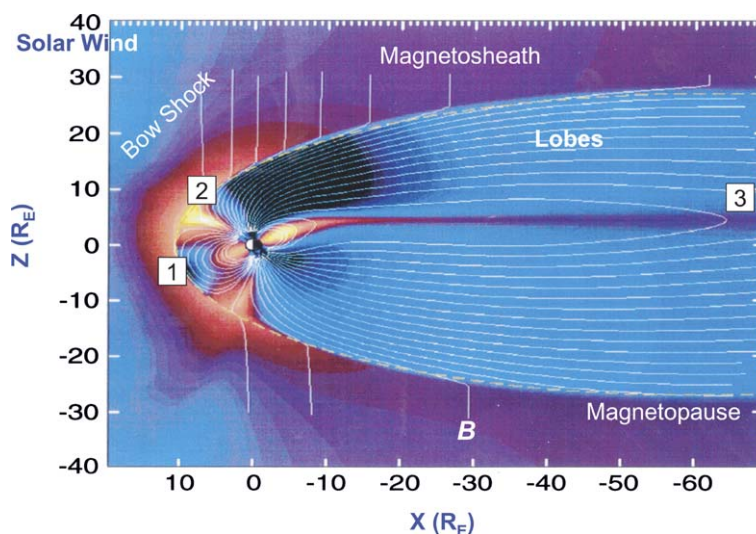 40
Solar Wind
Magnetosheath
30
Bow Shock
20
Lobes
10
2
3
0
1
-10
-20
-30
B
Magnetopause
-40
10 0 -10 -20 -30 -40 -50 -60
Z (RE)
X (RE)